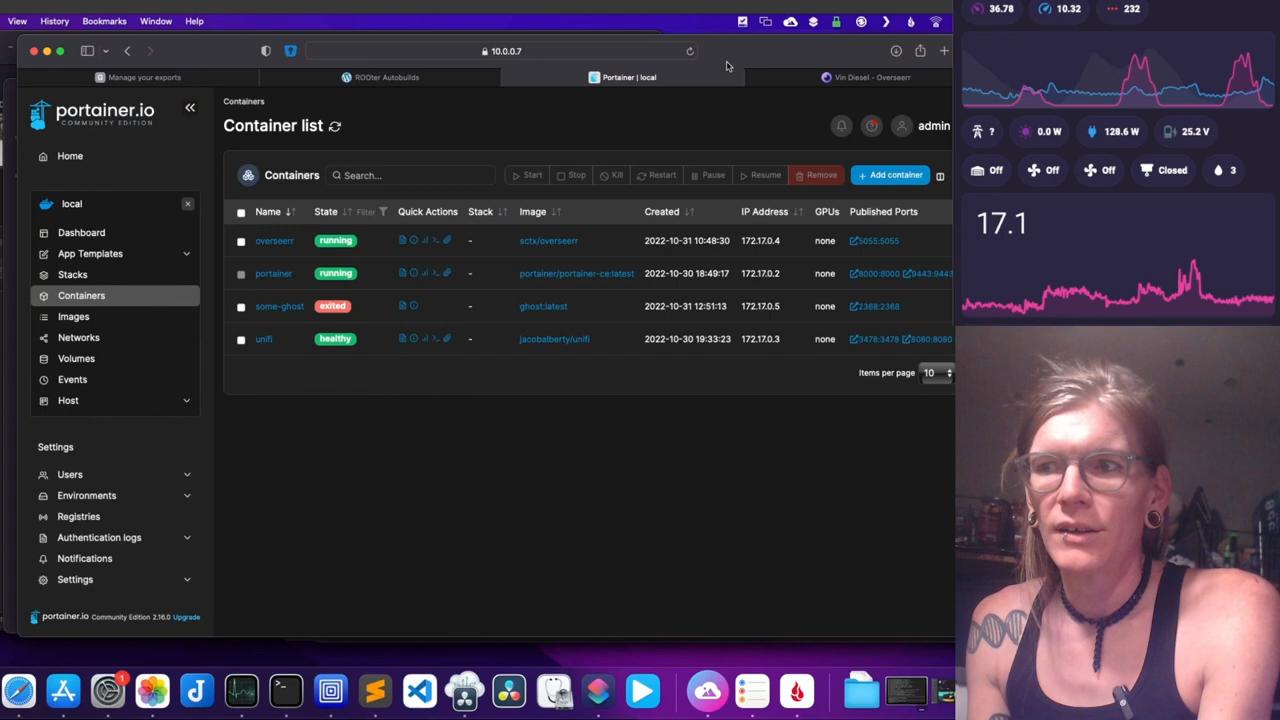 View History Bookmarks Window Help
10.0.0.7
Manage your exports
ROOter Autobuilds
Portainer | local
Vin Diesel - Overseerr
portainer.io
COMMUNITY EDITION
Home
local
Dashboard
App Templates
Stacks
Containers
Images
Networks
Volumes
Events
Host
Settings
Users
Environments
Registries
Authentication logs
Notifications
Settings
portainer.io Community Edition 2.16.0 Upgrade
Containers
Container list
admin
Containers Search... Start Stop Kill Restart Pause Resume Remove + Add container
Name State Filter Quick Actions Stack Image Created IP Address GPUs Published Ports
overseerr running - sctx/overseerr 2022-10-31 10:48:30 172.17.0.4 none 5055:5055
portainer running - portainer/portainer-ce:latest 2022-10-30 18:49:17 172.17.0.2 none 8000:8000 9443:9443
some-ghost exited - ghost:latest 2022-10-31 12:51:13 172.17.0.5 none 2368:2368
unifi healthy - jacobalberty/unifi 2022-10-30 19:33:23 172.17.0.3 none 3478:3478 8080:8080
Items per page 10
36.78 10.32 232
? 0.0 W 128.6 W 25.2 V
Off Off Off Closed 3
17.1
1